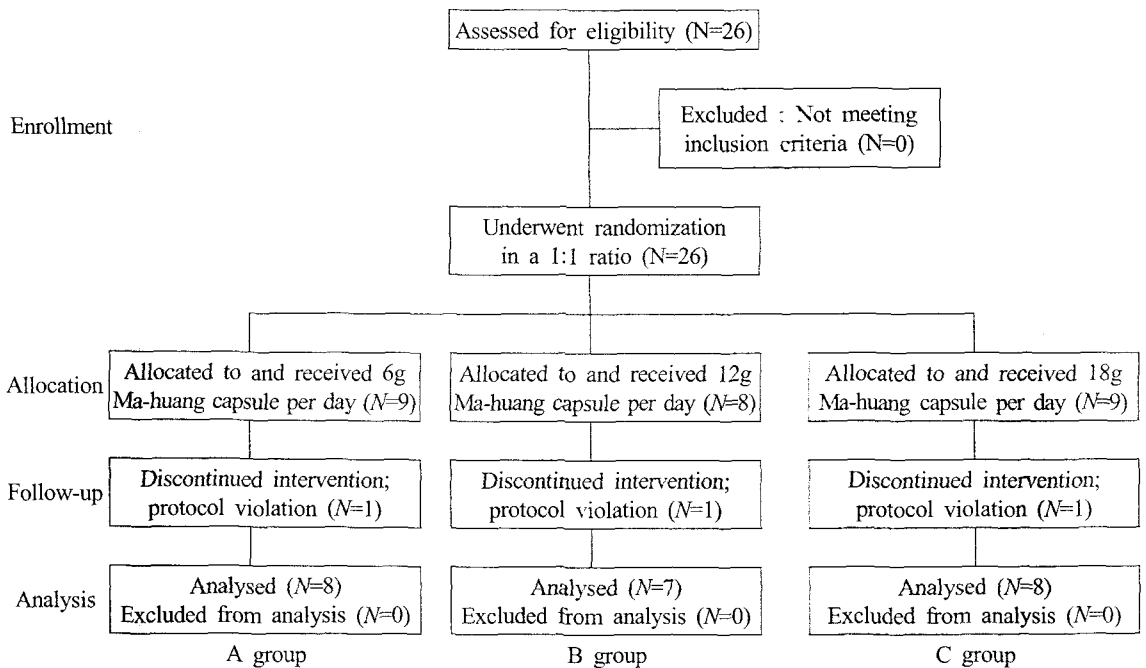 Assessed for eligibility (N=26)
Enrollment
Excluded : Not meeting
inclusion criteria (N=0)
Underwent randomization
in a 1:1 ratio (N=26)
Allocation
Allocated to and received 6g
Ma-huang capsule per day (N=9)
Allocated to and received 12g
Ma-huang capsule per day (N=8)
Allocated to and received 18g
Ma-huang capsule per day (N=9)
Follow-up
Discontinued intervention;
protocol violation (N=1)
Discontinued intervention;
protocol violation (N=1)
Discontinued intervention;
protocol violation (N=1)
Analysis
Analysed (N=8)
Excluded from analysis (N=0)
Analysed (N=7)
Excluded from analysis (N=0)
Analysed (N=8)
Excluded from analysis (N=0)
A group
B group
C group